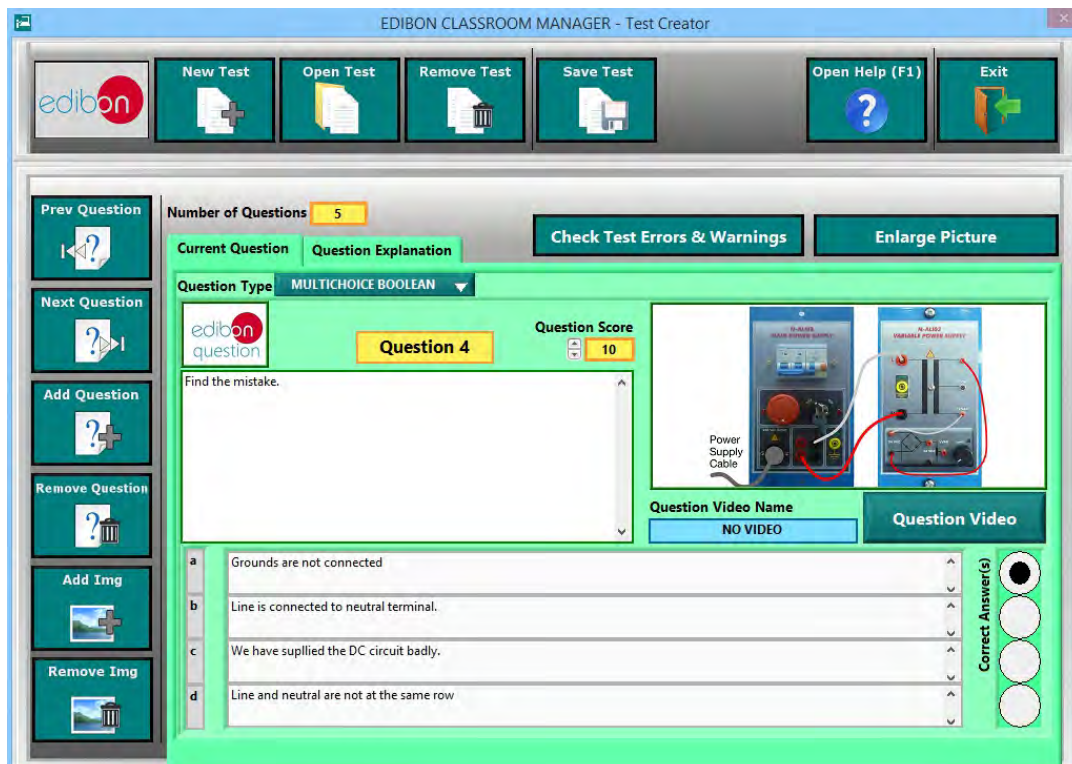 EDIBON CLASSROOM MANAGER - Test Creator
edibon
New Test
Open Test
Remove Test
Save Test
Open Help (F1)
Exit
Prev Question
Next Question
Add Question
Remove Question
Add Img
Remove Img
Number of Questions 5
Check Test Errors & Warnings
Enlarge Picture
Current Question
Question Explanation
Question Type MULTICHOICE BOOLEAN
edibon
question
Question 4
Question Score
10
Find the mistake.
VARIABLE POWER SUPPLY
Power
Supply
Cable
Question Video Name
NO VIDEO
Question Video
a Grounds are not connected
b Line is connected to neutral terminal.
c We have supllied the DC circuit badly.
d Line and neutral are not at the same row
Correct Answer(s)